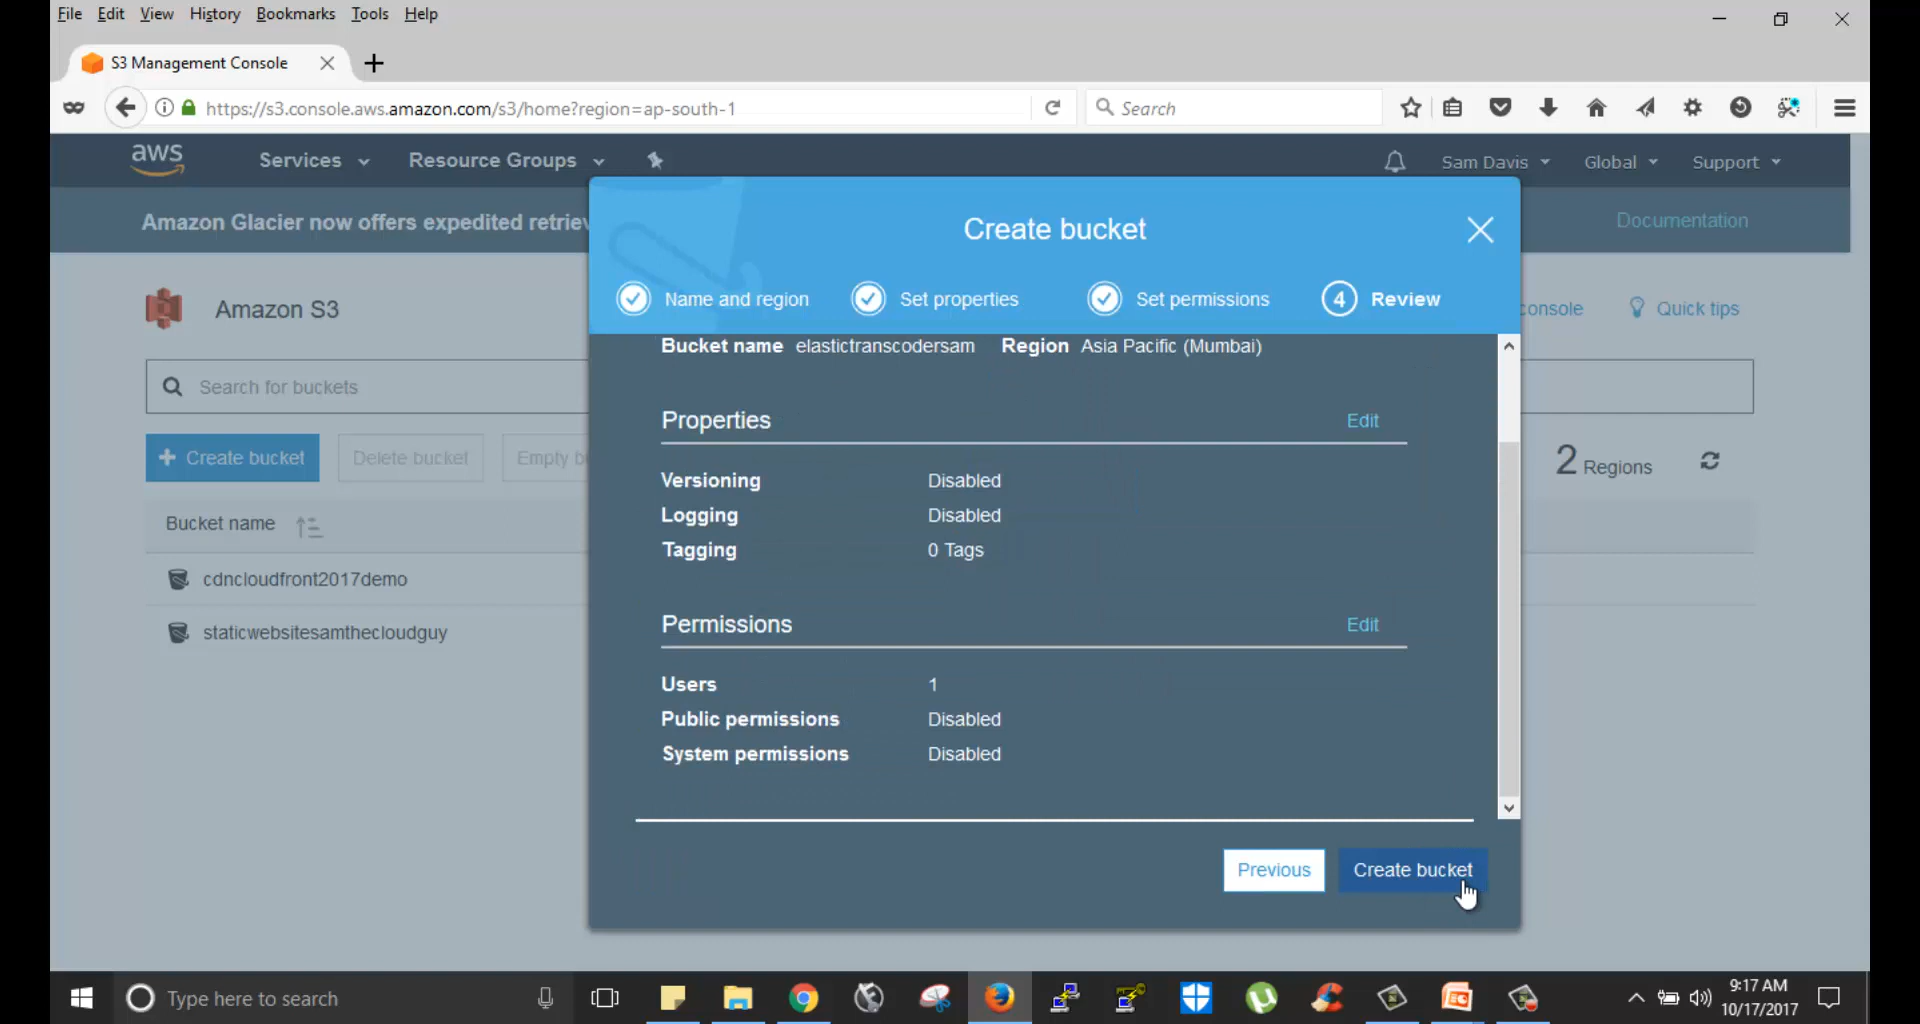 File Edit View History Bookmarks Tools Help
S3 Management Console
https://s3.console.aws.amazon.com/s3/home?region=ap-south-1
Search
aws Services Resource Groups Sam Davis Global Support
Amazon Glacier now offers expedited retriev
Documentation
Create bucket
Name and region Set properties Set permissions 4 Review
Amazon S3
console Quick tips
Bucket name elastictranscodersam Region Asia Pacific (Mumbai)
Search for buckets
Properties Edit
Create bucket Delete bucket Empty b
2 Regions
Versioning Disabled
Logging Disabled
Tagging 0 Tags
Bucket name
cdncloudfront2017demo
staticwebsitesamthecloudguy
Permissions Edit
Users 1
Public permissions Disabled
System permissions Disabled
Previous Create bucket
Type here to search
9:17 AM
10/17/2017